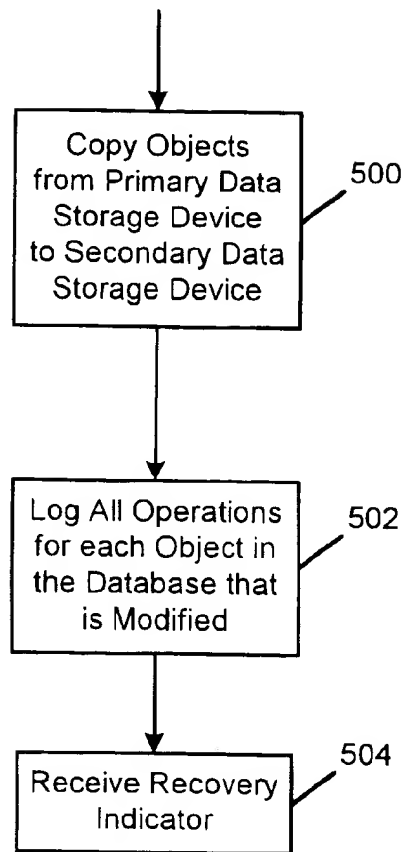 Copy Objects
from Primary Data
Storage Device
to Secondary Data
Storage Device
500
Log All Operations
for each Object in
the Database that
is Modified
502
Receive Recovery
Indicator
504